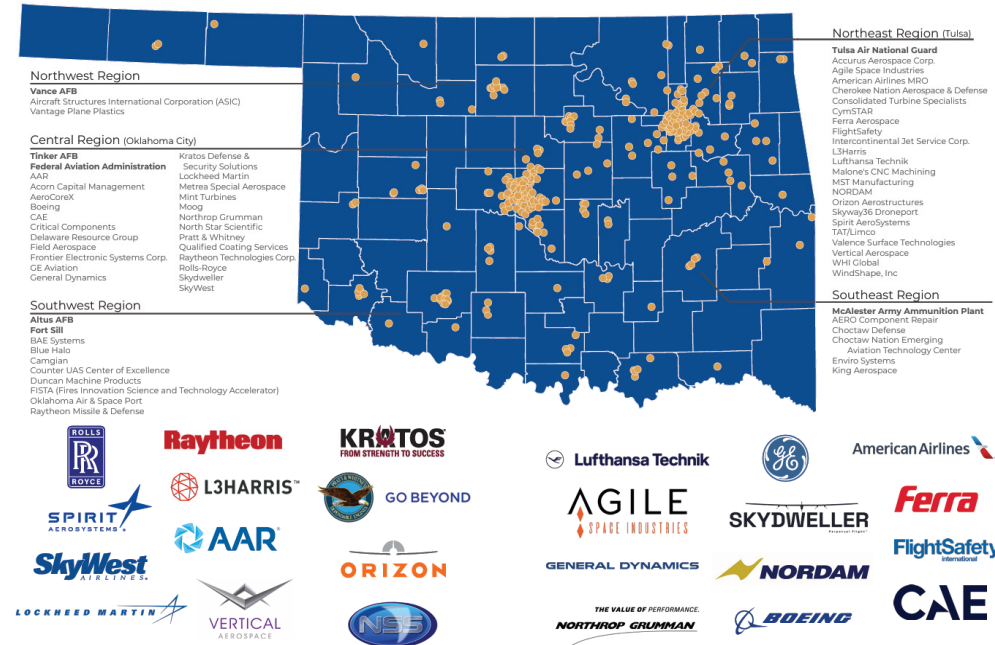 Northwest Region
Vance AFB
Aircraft Structures International Corporation (ASIC)
Vantage Plane Plastics
Central Region (Oklahoma City)
Tinker AFB
Federal Aviation Administration
AAR
Acorn Capital Management
AeroCoreX
Boeing
CAE
Critical Components
Delaware Resource Group
Field Aerospace
Frontier Electronic Systems Corp.
GE Aviation
General Dynamics
Kratos Defense &
Security Solutions
Lockheed Martin
Metrea Special Aerospace
Mint Turbines
Moog
Northrop Grumman
North Star Scientific
Pratt & Whitney
Qualified Coating Services
Raytheon Technologies Corp.
Rolls-Royce
Skydweller
SkyWest
Southwest Region
Altus AFB
Fort Sill
BAE Systems
Blue Halo
Camgian
Counter UAS Center of Excellence
Duncan Machine Products
FISTA (Fires Innovation Science and Technology Accelerator)
Oklahoma Air & Space Port
Raytheon Missile & Defense
Northeast Region (Tulsa)
Tulsa Air National Guard
Accurus Aerospace Corp.
Agile Space Industries
American Airlines MRO
Cherokee Nation Aerospace & Defense
Consolidated Turbine Specialists
CymSTAR
Ferra Aerospace
FlightSafety
Intercontinental Jet Service Corp.
L3Harris
Lufthansa Technik
Malone's CNC Machining
MST Manufacturing
NORDAM
Orizon Aerostructures
Skyway36 Droneport
Spirit AeroSystems
TAT/Limco
Valence Surface Technologies
Vertical Aerospace
WHI Global
WindShape, Inc
Southeast Region
McAlester Army Ammunition Plant
AERO Component Repair
Choctaw Defense
Choctaw Nation Emerging
Aviation Technology Center
Enviro Systems
King Aerospace
ROLLS
RR
ROYCE
Raytheon
KRATOS
FROM STRENGTH TO SUCCESS
Lufthansa Technik
GE
American Airlines
L3HARRIS™
GO BEYOND
AGILE
SPACE INDUSTRIES
SKYDWELLER
Perpetual Flight
Ferra
SPIRIT
AEROSYSTEMS
AAR
FlightSafety
international
SkyWest
AIRLINES
ORIZON
GENERAL DYNAMICS
NORDAM
CAE
LOCKHEED MARTIN
VERTICAL
AEROSPACE
NSS
THE VALUE OF PERFORMANCE.
NORTHROP GRUMMAN
BOEING